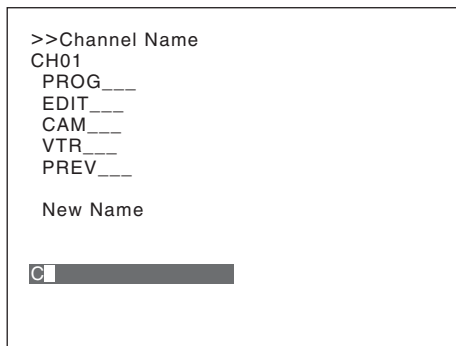 >>Channel Name
CH01
PROG___
EDIT___
CAM___
VTR___
PREV___
New Name
C